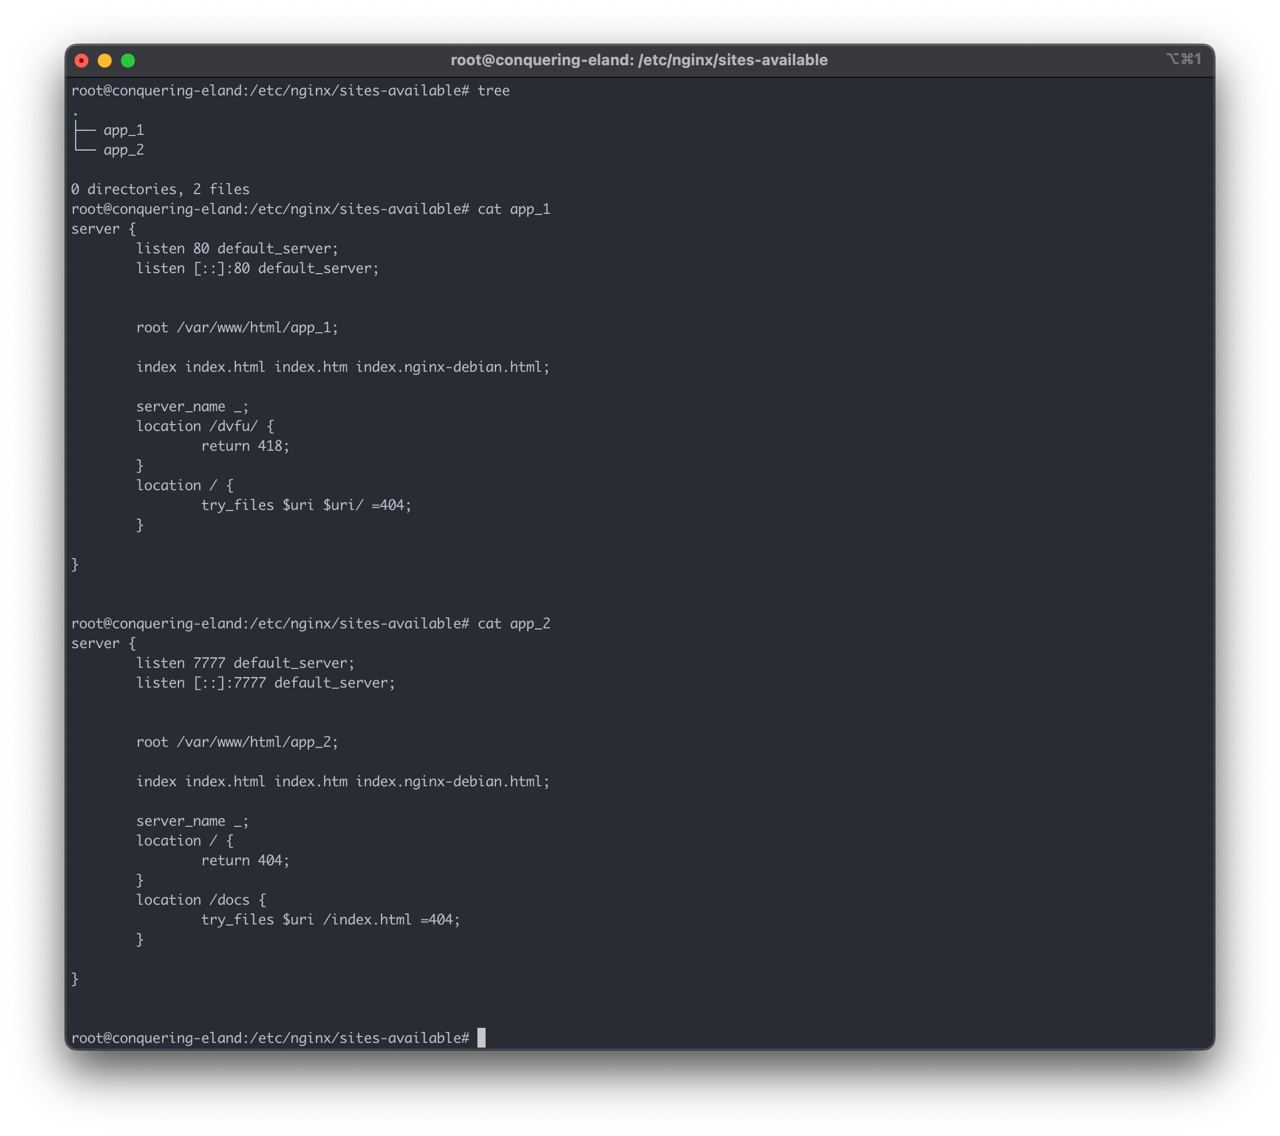 root@conquering-eland: /etc/nginx/sites-available
⌥⌘1
root@conquering-eland:/etc/nginx/sites-available# tree
.
├── app_1
└── app_2
0 directories, 2 files
root@conquering-eland:/etc/nginx/sites-available# cat app_1
server {
        listen 80 default_server;
        listen [::]:80 default_server;
        root /var/www/html/app_1;
        index index.html index.htm index.nginx-debian.html;
        server_name _;
        location /dvfu/ {
                return 418;
        }
        location / {
                try_files $uri $uri/ =404;
        }
}
root@conquering-eland:/etc/nginx/sites-available# cat app_2
server {
        listen 7777 default_server;
        listen [::]:7777 default_server;
        root /var/www/html/app_2;
        index index.html index.htm index.nginx-debian.html;
        server_name _;
        location / {
                return 404;
        }
        location /docs {
                try_files $uri /index.html =404;
        }
}
root@conquering-eland:/etc/nginx/sites-available#